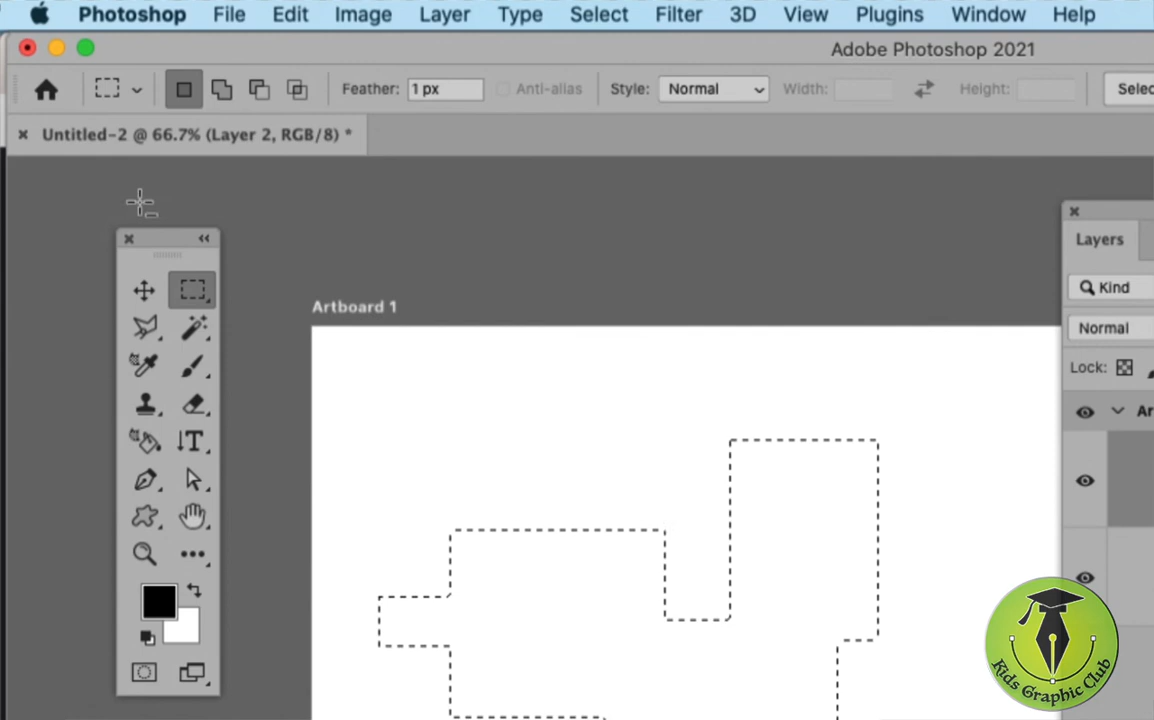 Photoshop File Edit Image Layer Type Select Filter 3D View Plugins Window Help
Adobe Photoshop 2021
Feather: 1 px Anti-alias Style: Normal Width: Height: Selec
Untitled-2 @ 66.7% (Layer 2, RGB/8) *
Layers
Kind
Artboard 1
Normal
Lock:
Ar
T
Kids Graphic Club